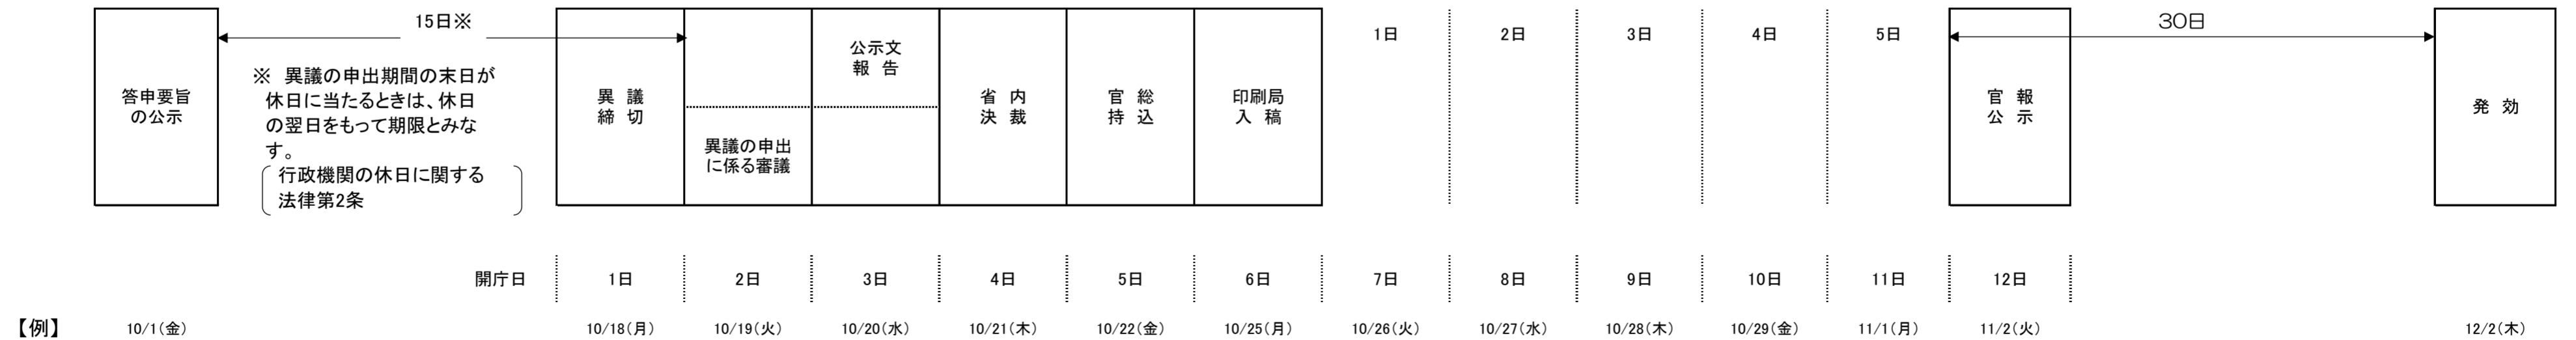 15日※
1日 2日 3日 4日 5日
30日
答申要旨
の公示
※ 異議の申出期間の末日が
休日に当たるときは、休日
の翌日をもって期限とみな
す。
行政機関の休日に関する
法律第2条
異 議
締 切
異議の申出
に係る審議
公示文
報 告
省 内
決 裁
官 総
持 込
印刷局
入 稿
官 報
公 示
発 効
開庁日 1日 2日 3日 4日 5日 6日 7日 8日 9日 10日 11日 12日
【例】 10/1(金) 10/18(月) 10/19(火) 10/20(水) 10/21(木) 10/22(金) 10/25(月) 10/26(火) 10/27(水) 10/28(木) 10/29(金) 11/1(月) 11/2(火) 12/2(木)